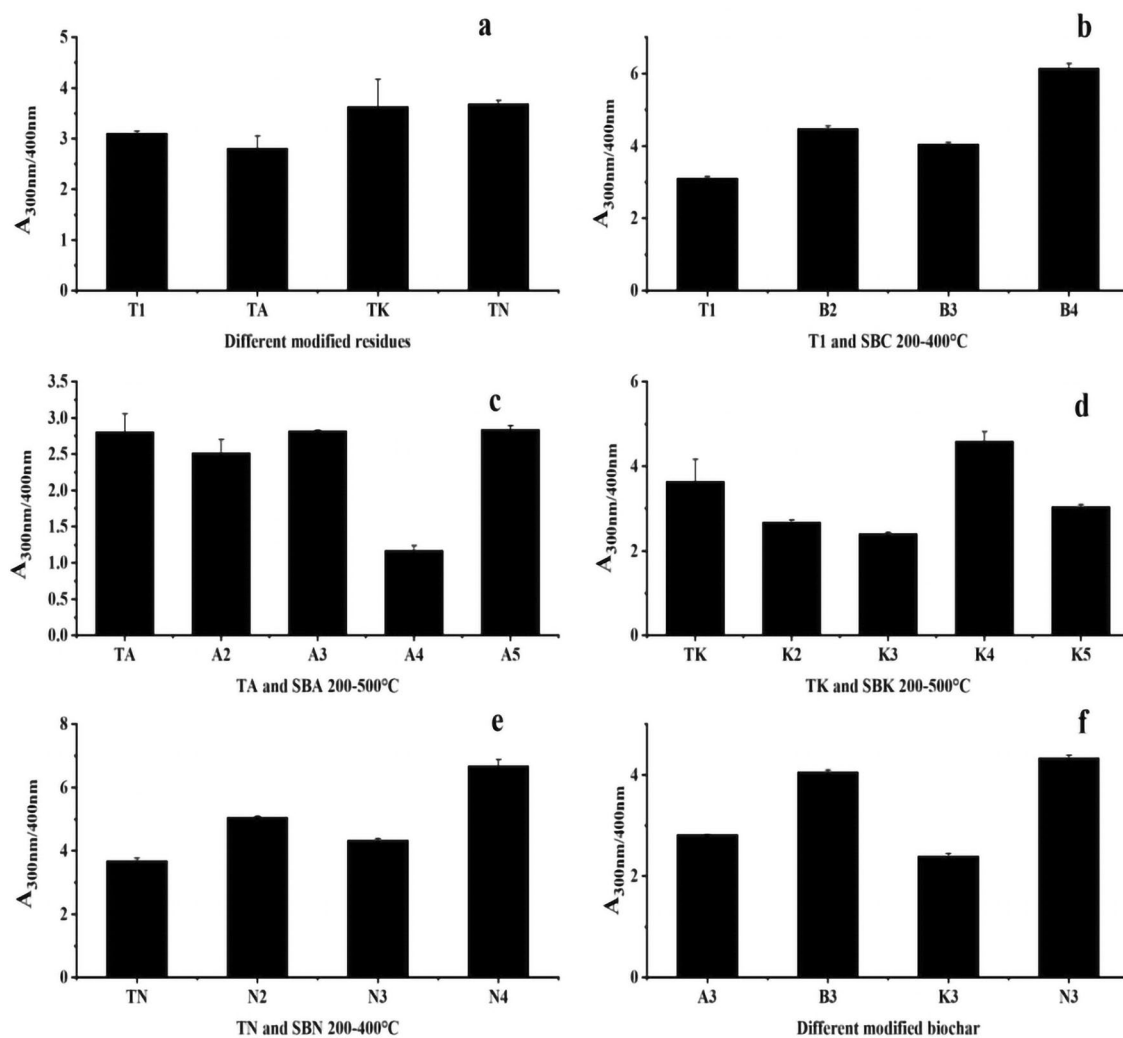 a
A300nm/400nm
5
4
3
2
1
0
T1 TA TK TN
Different modified residues
b
A300nm/400nm
6
4
2
0
T1 B2 B3 B4
T1 and SBC 200-400°C
c
A300nm/400nm
3.5
3.0
2.5
2.0
1.5
1.0
0.5
0.0
TA A2 A3 A4 A5
TA and SBA 200-500°C
d
A300nm/400nm
6
4
2
0
TK K2 K3 K4 K5
TK and SBK 200-500°C
e
A300nm/400nm
8
6
4
2
0
TN N2 N3 N4
TN and SBN 200-400°C
f
A300nm/400nm
4
2
0
A3 B3 K3 N3
Different modified biochar